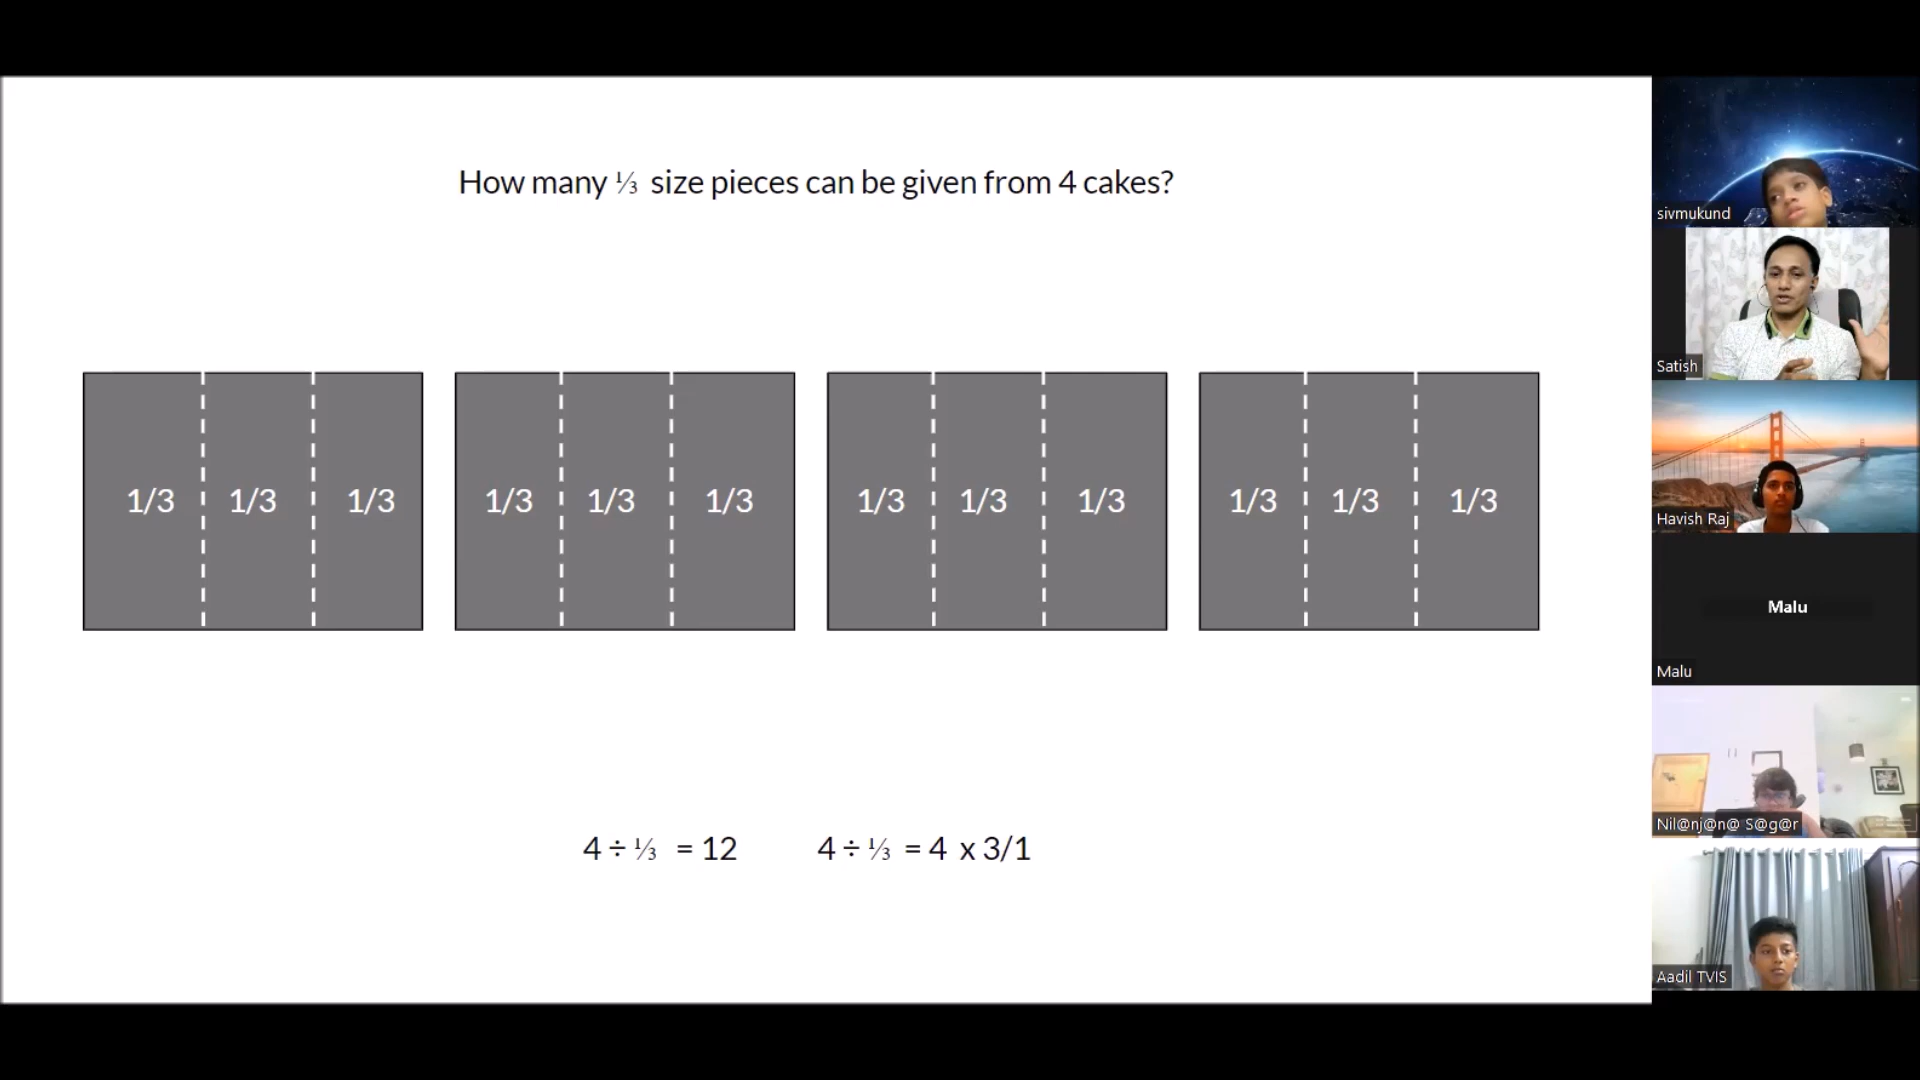 How many ⅓ size pieces can be given from 4 cakes?
1/3 1/3 1/3 1/3 1/3 1/3 1/3 1/3 1/3 1/3 1/3 1/3
4 ÷ ⅓ = 12 4 ÷ ⅓ = 4 x 3/1
sivmukund
Satish
Havish Raj
Malu
Malu
Nil@nj@n@ S@g@r
Aadil TVIS